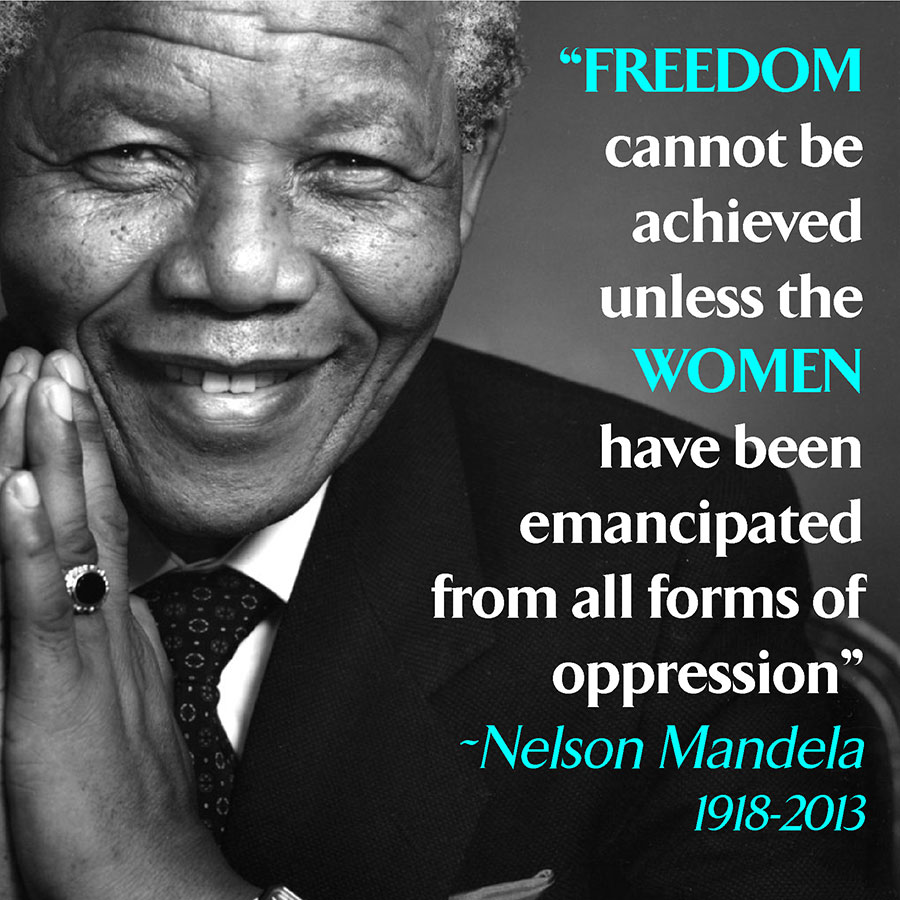 “FREEDOM
cannot be
achieved
unless the
WOMEN
have been
emancipated
from all forms of
oppression”
~Nelson Mandela
1918-2013